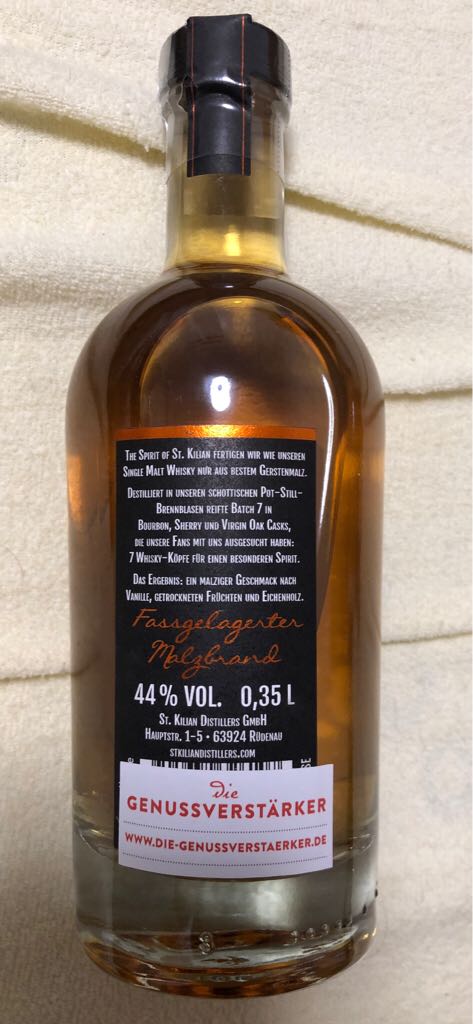 The Spirit of St. Kilian fertigen wir wie unseren
Single Malt Whisky nur aus bestem Gerstenmalz.
Destilliert in unseren schottischen Pot-Still-
Brennblasen reifte Batch 7 in
Bourbon, Sherry und Virgin Oak Casks,
die unsere Fans mit uns ausgesucht haben:
7 Whisky-Köpfe für einen besonderen Spirit.
Das Ergebnis: ein malziger Geschmack nach
Vanille, getrockneten Früchten und Eichenholz.
Fassgelagerter
Malzbrand
44% VOL. 0,35 L
St. Kilian Distillers GmbH
Hauptstr. 1-5 • 63924 Rüdenau
stkiliandistillers.com
die
GENUSSVERSTÄRKER
WWW.DIE-GENUSSVERSTAERKER.DE